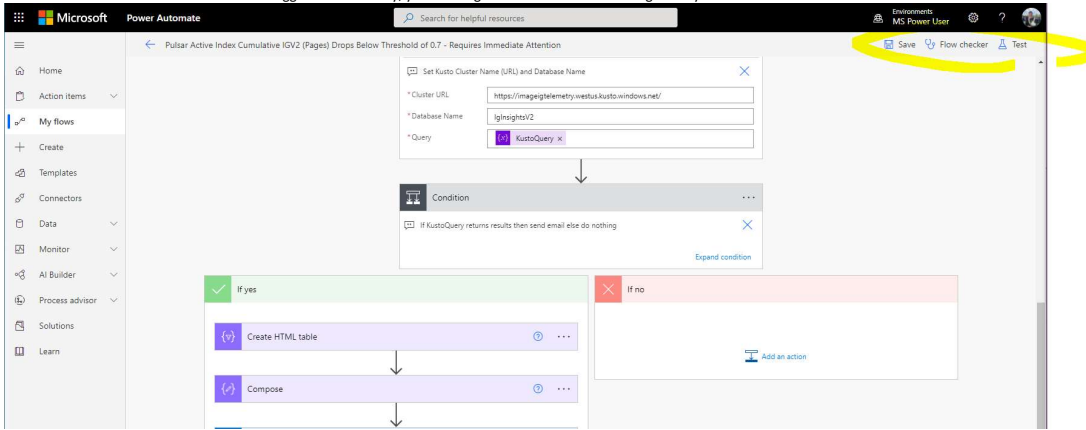 Microsoft Power Automate
Search for helpful resources
Environments
MS Power User
?
Pulsar Active Index Cumulative IGV2 (Pages) Drops Below Threshold of 0.7 - Requires Immediate Attention
Save Flow checker Test
Home
Action items
My flows
Create
Templates
Connectors
Data
Monitor
AI Builder
Process advisor
Solutions
Learn
Set Kusto Cluster Name (URL) and Database Name
*Cluster URL https://imageigtelemetry.westus.kusto.windows.net/
*Database Name IgInsightsV2
*Query KustoQuery ×
Condition ...
If KustoQuery returns results then send email else do nothing
Expand condition
If yes
Create HTML table ? ...
Compose ? ...
If no
Add an action